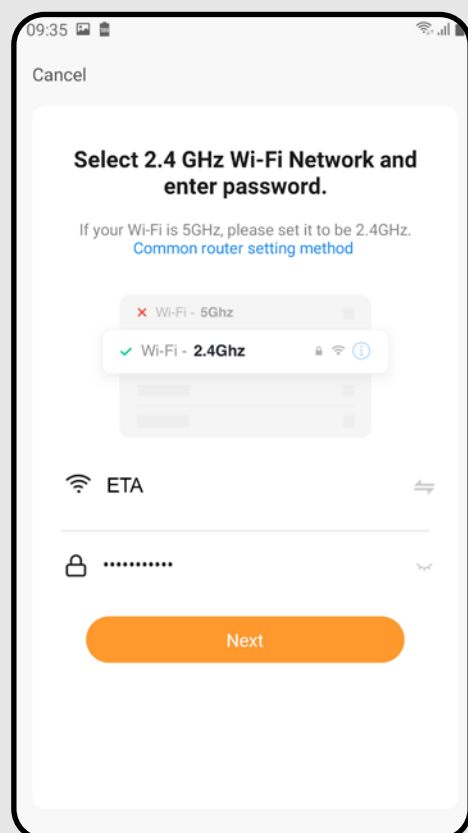 09:35
Cancel
Select 2.4 GHz Wi-Fi Network and
enter password.
If your Wi-Fi is 5GHz, please set it to be 2.4GHz.
Common router setting method
Wi-Fi - 5Ghz
Wi-Fi - 2.4Ghz
ETA
•••••••••••
Next